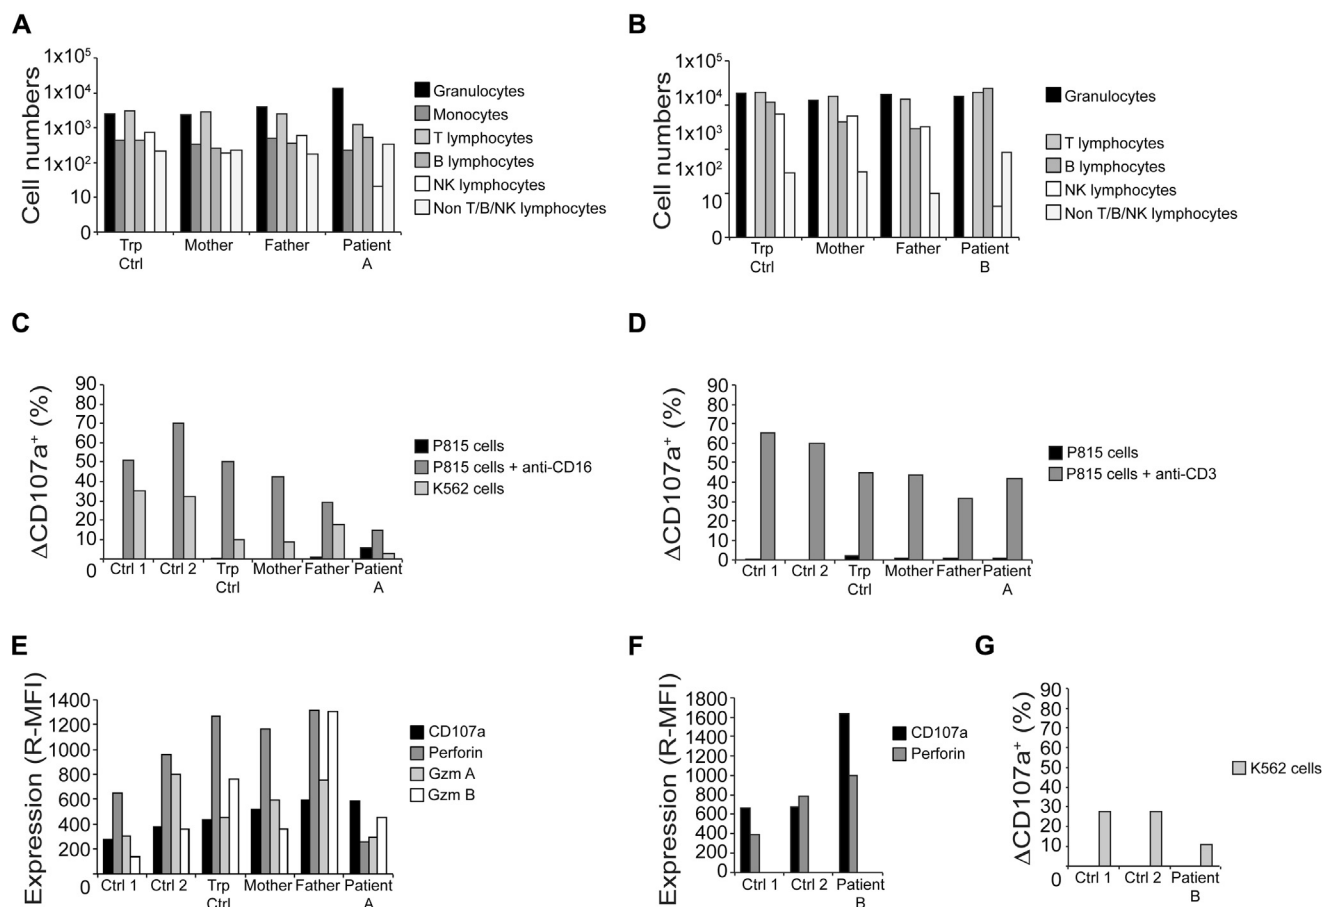 A
Cell numbers
1x10⁵
1x10⁴
1x10³
1x10²
10
0
Trp Ctrl
Mother
Father
Patient A
Granulocytes
Monocytes
T lymphocytes
B lymphocytes
NK lymphocytes
Non T/B/NK lymphocytes
B
Cell numbers
1x10⁵
1x10⁴
1x10³
1x10²
10
0
Trp Ctrl
Mother
Father
Patient B
Granulocytes
T lymphocytes
B lymphocytes
NK lymphocytes
Non T/B/NK lymphocytes
C
ΔCD107a⁺ (%)
90
80
70
60
50
40
30
20
10
0
Ctrl 1
Ctrl 2
Trp Ctrl
Mother
Father
Patient A
P815 cells
P815 cells + anti-CD16
K562 cells
D
ΔCD107a⁺ (%)
90
80
70
60
50
40
30
20
10
0
Ctrl 1
Ctrl 2
Trp Ctrl
Mother
Father
Patient A
P815 cells
P815 cells + anti-CD3
E
Expression (R-MFI)
1400
1200
1000
800
600
400
200
0
Ctrl 1
Ctrl 2
Trp Ctrl
Mother
Father
Patient A
CD107a
Perforin
Gzm A
Gzm B
F
Expression (R-MFI)
1800
1600
1400
1200
1000
800
600
400
200
0
Ctrl 1
Ctrl 2
Patient B
CD107a
Perforin
G
ΔCD107a⁺ (%)
90
80
70
60
50
40
30
20
10
0
Ctrl 1
Ctrl 2
Patient B
K562 cells